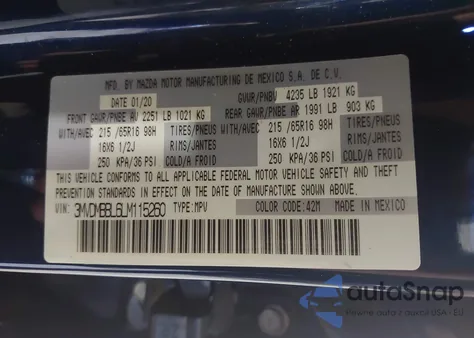 MFD. BY MAZDA MOTOR MANUFACTURING DE MEXICO S.A. DE C.V.
DATE 01/20 GVWR/PNBV 4235 LB 1921 KG
FRONT GAWR/PNBE AV 2251 LB 1021 KG REAR GAWR/PNBE AR 1991 LB 903 KG
WITH/AVEC 215 /65R16 98H TIRES/PNEUS WITH/AVEC 215 /65R16 98H TIRES/PNEUS
16X6 1/2J RIMS/JANTES 16X6 1/2J RIMS/JANTES
250 KPA/36 PSI COLD/A FROID 250 KPA/36 PSI COLD/A FROID
THIS VEHICLE CONFORMS TO ALL APPLICABLE FEDERAL MOTOR VEHICLE SAFETY AND THEFT
PREVENTION STANDARDS IN EFFECT ON THE DATE OF MANUFACTURE SHOWN ABOVE.
VIN: 3MVDMBBL6LM115260 TYPE:MPV COLOR CODE:42M MADE IN MEXICO
autaSnap